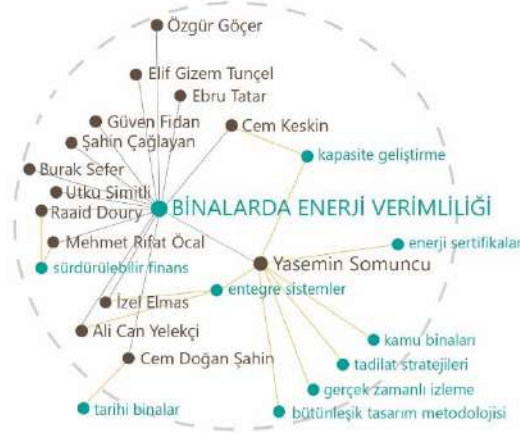 Özgür Göçer
Elif Gizem Tunçel
Ebru Tatar
Güven Fidan
Cem Keskin
Şahin Çağlayan
kapasite geliştirme
Burak Sefer
Utku Simitli
Raaid Doury
BİNALARDA ENERJİ VERİMLİLİĞİ
Mehmet Rıfat Öcal
enerji sertifikalar
sürdürülebilir finans
Yasemin Somuncu
entegre sistemler
İzel Elmas
Ali Can Yelekçi
kamu binaları
Cem Doğan Şahin
tadilat stratejileri
gerçek zamanlı izleme
tarihi binalar
bütünleşik tasarım metodolojisi